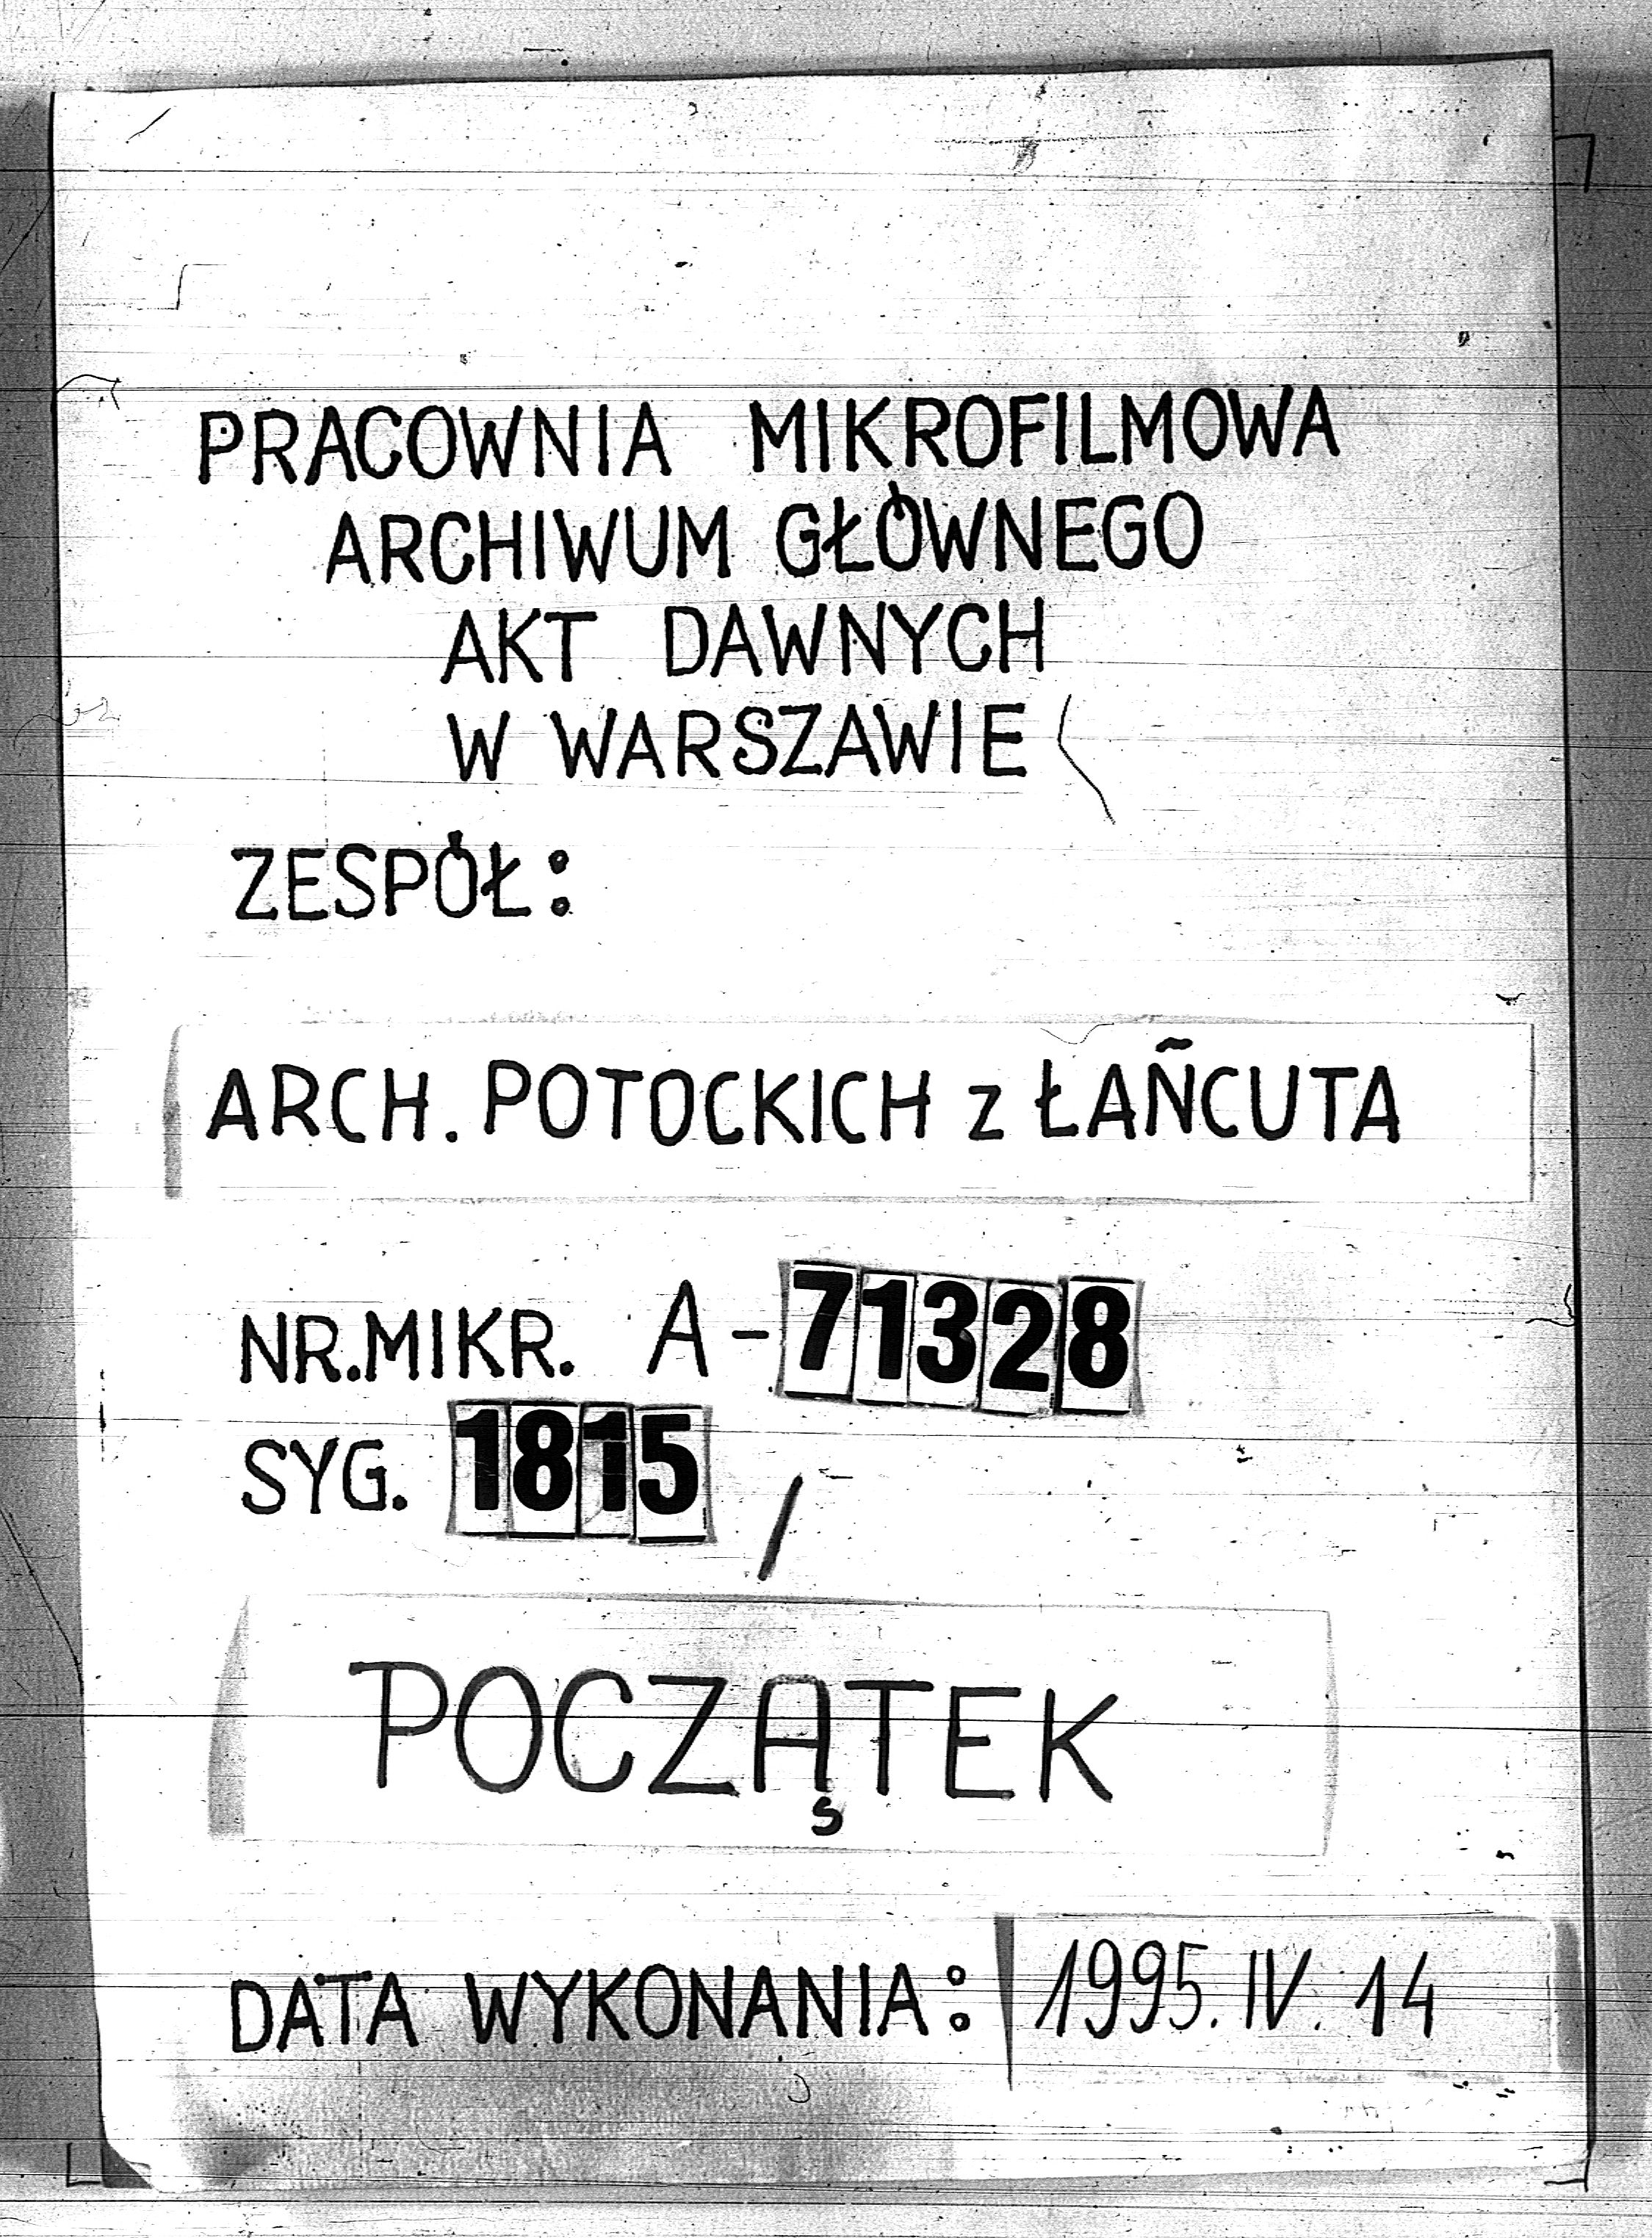 PRACOWNIA MIKROFILMOWA
ARCHIWUM GŁÓWNEGO
AKT DAWNYCH
W WARSZAWIE
ZESPÓŁ:
ARCH. POTOCKICH z ŁAŃCUTA
NR.MIKR. A-71328
SYG. 1815 /
POCZĄTEK
DATA WYKONANIA: 1995.IV.14